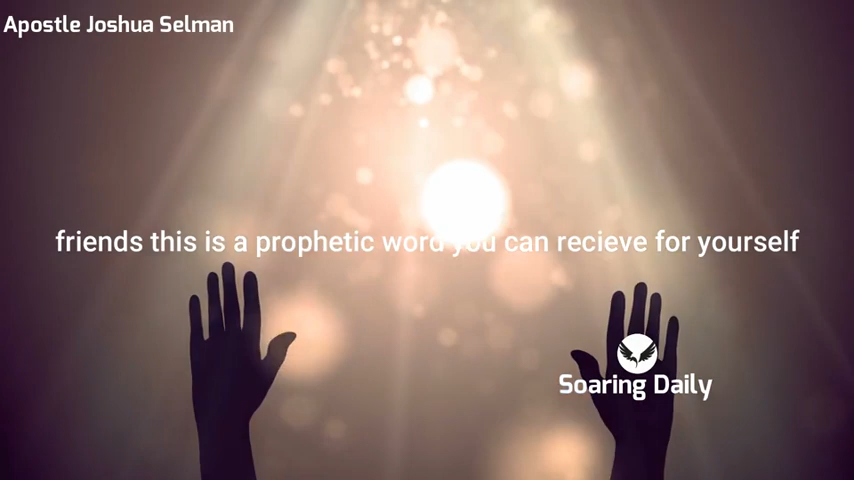 Apostle Joshua Selman
friends this is a prophetic word you can recieve for yourself
Soaring Daily